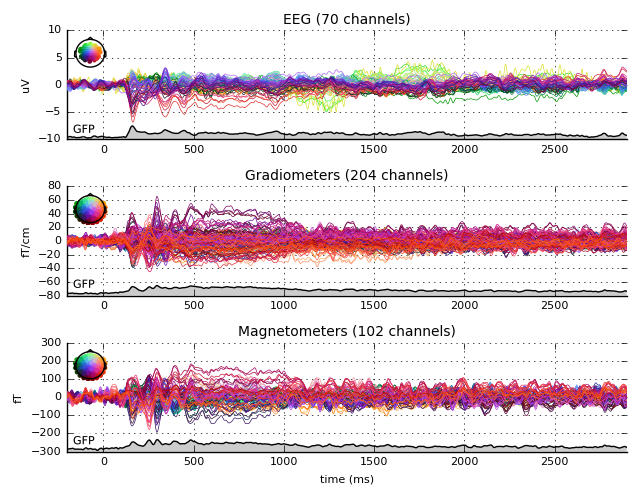 EEG (70 channels)
10
5
0
−5
−10
uV
GFP
0 500 1000 1500 2000 2500
Gradiometers (204 channels)
80
60
40
20
0
−20
−40
−60
−80
fT/cm
GFP
0 500 1000 1500 2000 2500
Magnetometers (102 channels)
300
200
100
0
−100
−200
−300
fT
GFP
0 500 1000 1500 2000 2500
time (ms)